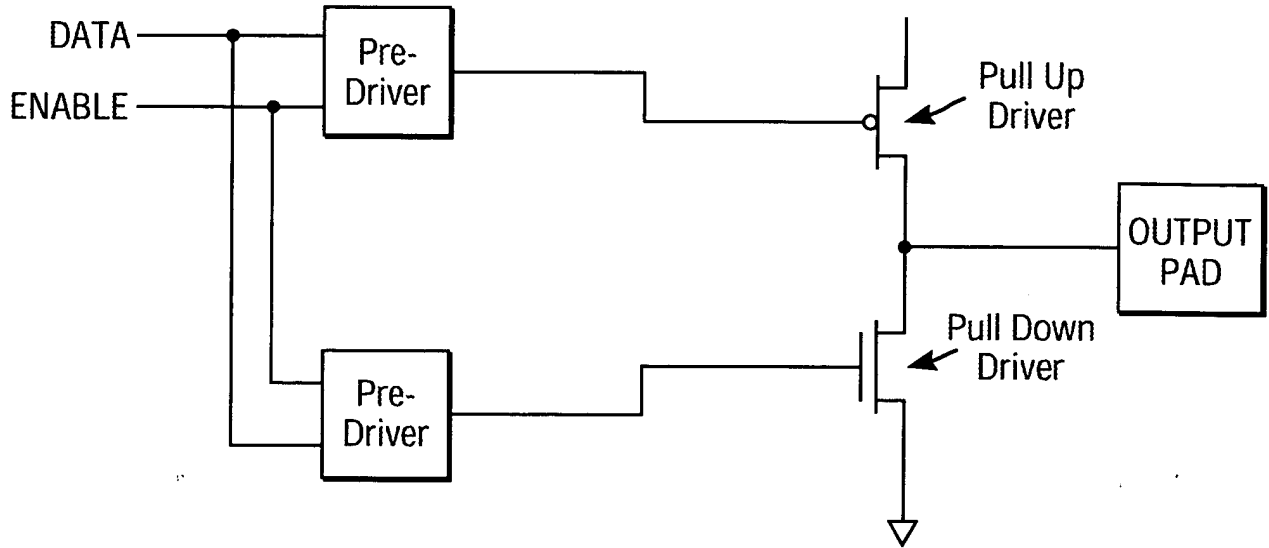 DATA
ENABLE
Pre-
Driver
Pull Up
Driver
OUTPUT
PAD
Pull Down
Driver
Pre-
Driver